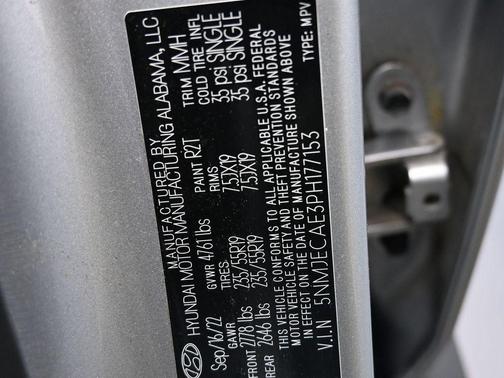 MANUFACTURED BY
HYUNDAI MOTOR MANUFACTURING ALABAMA, LLC
Sep/16/22 GVWR 4761 lbs PAINT R2T TRIM MMH
GAWR TIRES RIMS COLD TIRE INFL
FRONT 2778 lbs 235/55R19 7.5JX19 35 psi SINGLE
REAR 2646 lbs 235/55R19 7.5JX19 35 psi SINGLE
THIS VEHICLE CONFORMS TO ALL APPLICABLE U.S.A. FEDERAL
MOTOR VEHICLE SAFETY AND THEFT PREVENTION STANDARDS
IN EFFECT ON THE DATE OF MANUFACTURE SHOWN ABOVE
V.I.N 5NMJECAE3PH177153 TYPE: MPV